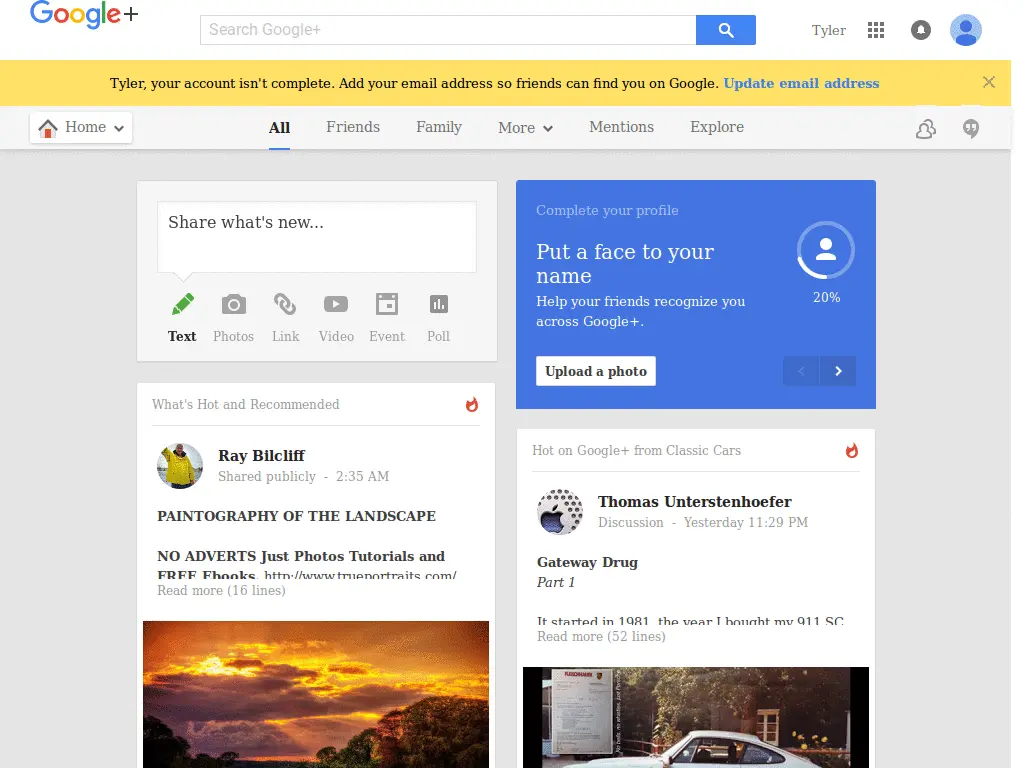 Google+
Search Google+
Tyler
Tyler, your account isn't complete. Add your email address so friends can find you on Google. Update email address
Home
All
Friends
Family
More
Mentions
Explore
Share what's new...
Text
Photos
Link
Video
Event
Poll
Complete your profile
Put a face to your
name
Help your friends recognize you
across Google+.
20%
Upload a photo
What's Hot and Recommended
Ray Bilcliff
Shared publicly - 2:35 AM
PAINTOGRAPHY OF THE LANDSCAPE
NO ADVERTS Just Photos Tutorials and
FREE Ebooks. http://www.trueportraits.com/
Read more (16 lines)
Hot on Google+ from Classic Cars
Thomas Unterstenhoefer
Discussion - Yesterday 11:29 PM
Gateway Drug
Part 1
It started in 1981, the year I bought my 911 SC
Read more (52 lines)